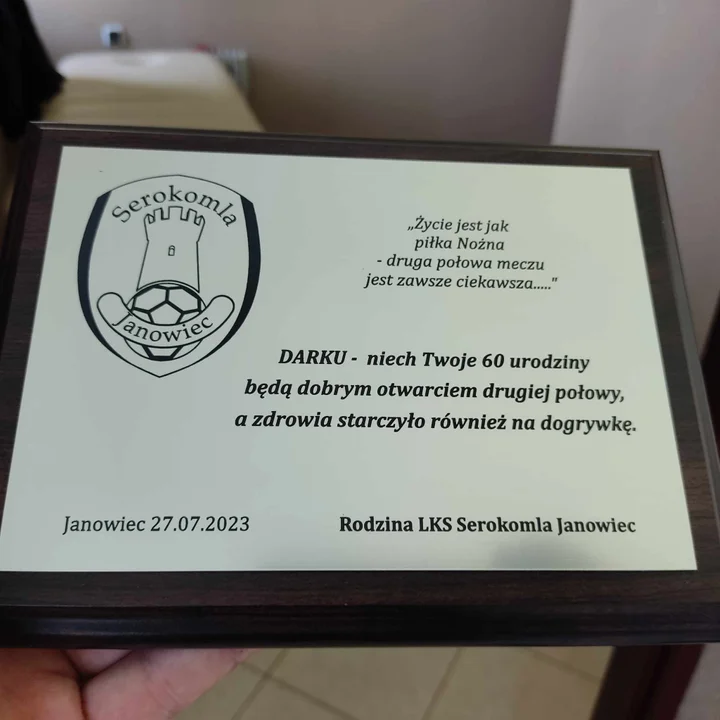 Serokomla
Janowiec
„Życie jest jak
piłka Nożna
- druga połowa meczu
jest zawsze ciekawsza....."
DARKU - niech Twoje 60 urodziny
będą dobrym otwarciem drugiej połowy,
a zdrowia starczyło również na dogrywkę.
Janowiec 27.07.2023
Rodzina LKS Serokomla Janowiec